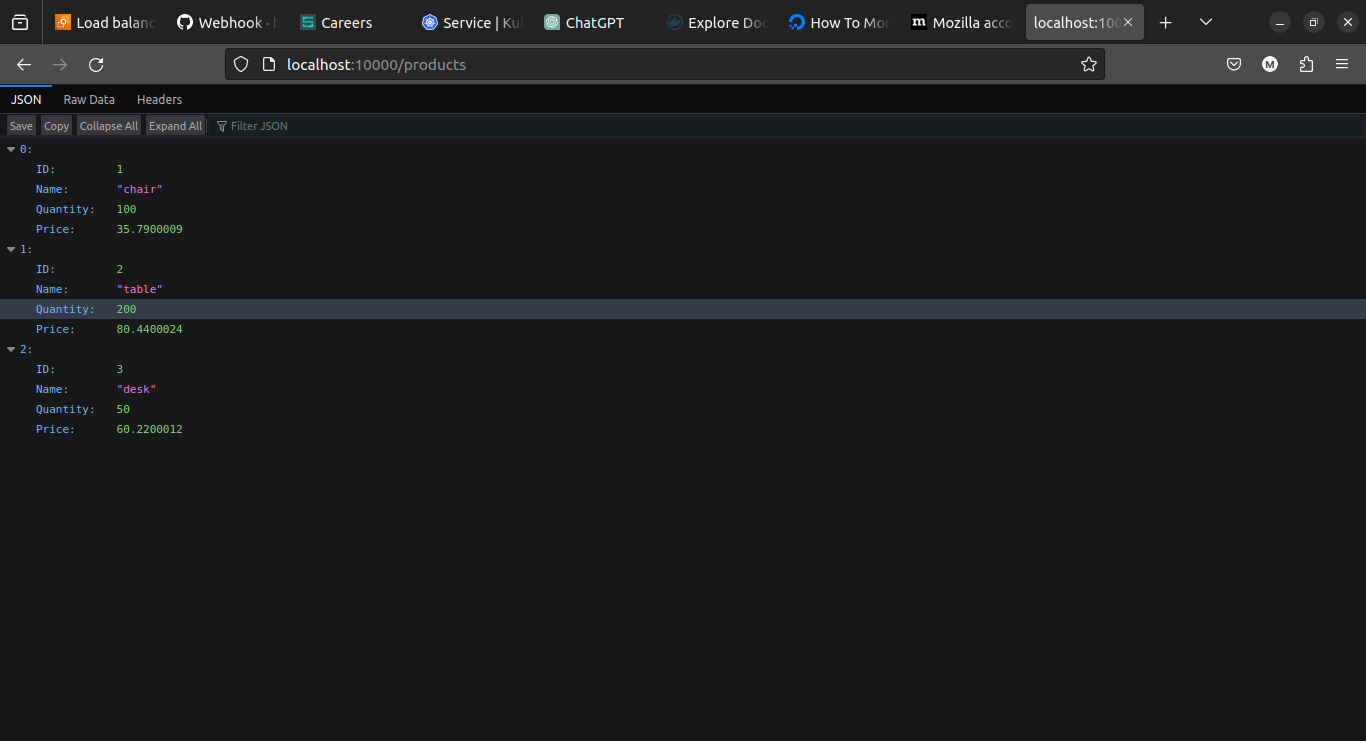 Load balanc Webhook · h Careers Service | Ku ChatGPT Explore Doc How To Mor Mozilla acco localhost:100
localhost:10000/products
JSON Raw Data Headers
Save Copy Collapse All Expand All Filter JSON
0:
ID: 1
Name: "chair"
Quantity: 100
Price: 35.7900009
1:
ID: 2
Name: "table"
Quantity: 200
Price: 80.4400024
2:
ID: 3
Name: "desk"
Quantity: 50
Price: 60.2200012